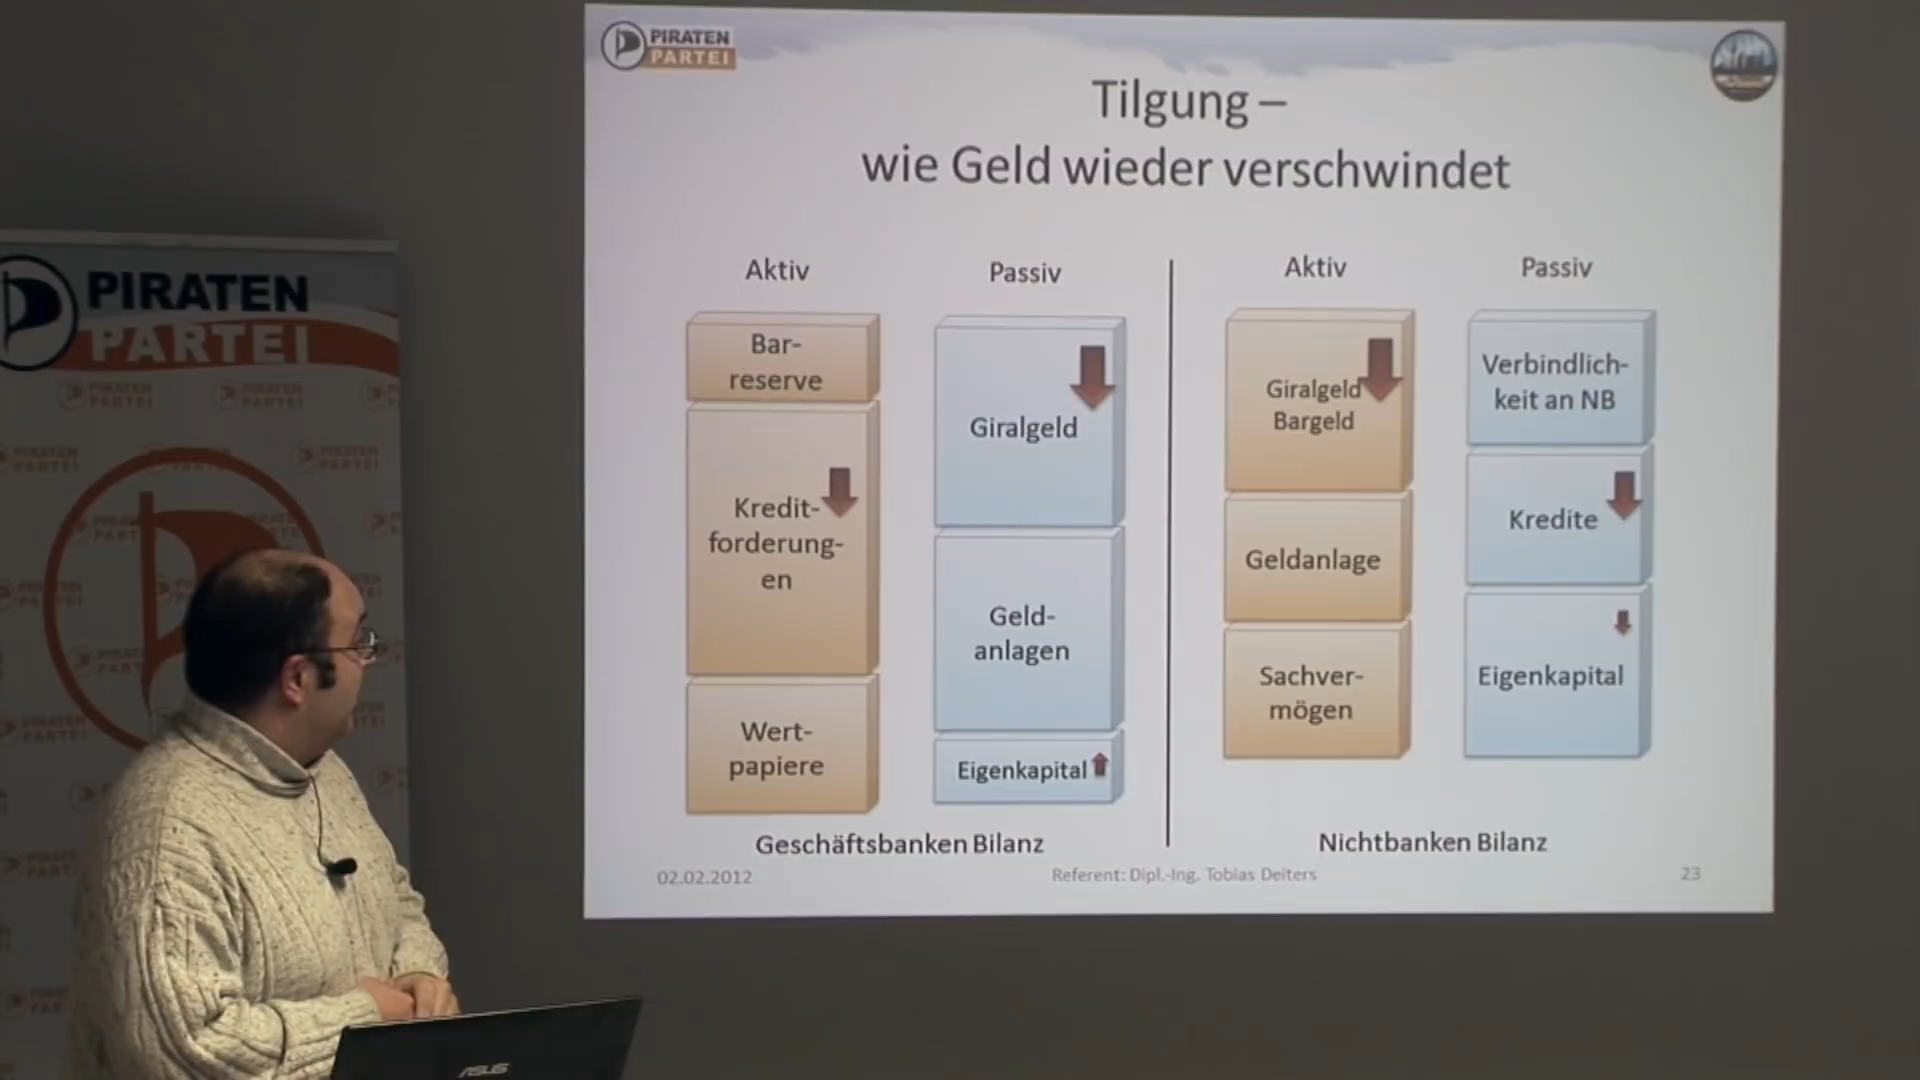 PIRATEN
PARTEI
Tilgung –
wie Geld wieder verschwindet
Aktiv
Passiv
Aktiv
Passiv
Bar-
reserve
Kredit-
forderung-
en
Wert-
papiere
Giralgeld
Geld-
anlagen
Eigenkapital
Giralgeld
Bargeld
Geldanlage
Sachver-
mögen
Verbindlich-
keit an NB
Kredite
Eigenkapital
Geschäftsbanken Bilanz
Nichtbanken Bilanz
02.02.2012
Referent: Dipl.-Ing. Tobias Deiters
23
PIRATEN
PARTEI
ASUS